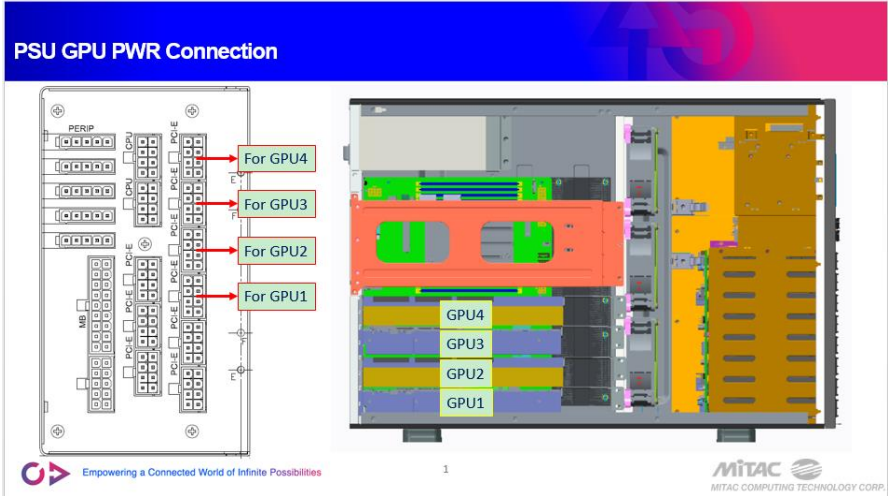 PSU GPU PWR Connection
PERIP
CPU
PCI-E
For GPU4
CPU
PCI-E
For GPU3
E
F
PCI-E
For GPU2
PCI-E
PCI-E
For GPU1
PCI-E
MB
PCI-E
PCI-E
PCI-E
F
E
GPU4
GPU3
GPU2
GPU1
Empowering a Connected World of Infinite Possibilities
1
MiTAC
MITAC COMPUTING TECHNOLOGY CORP.